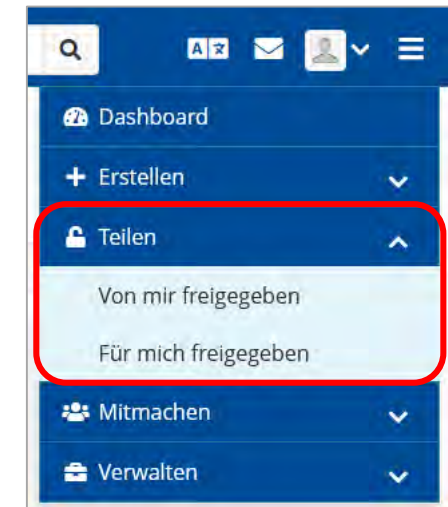 Dashboard
Erstellen
Teilen
Von mir freigegeben
Für mich freigegeben
Mitmachen
Verwalten